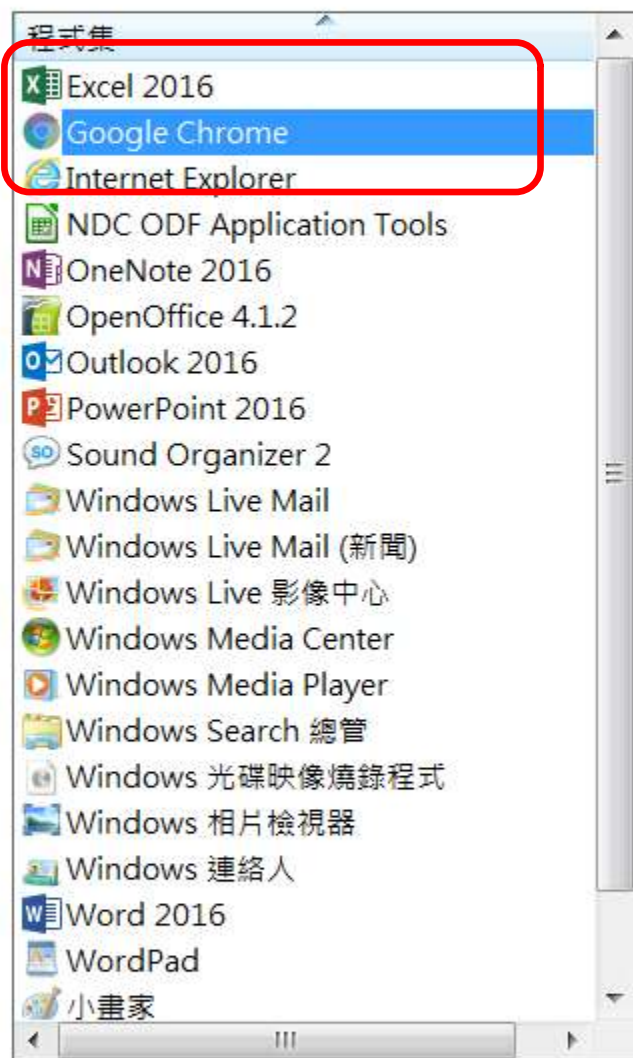 程式集
Excel 2016
Google Chrome
Internet Explorer
NDC ODF Application Tools
OneNote 2016
OpenOffice 4.1.2
Outlook 2016
PowerPoint 2016
Sound Organizer 2
Windows Live Mail
Windows Live Mail (新聞)
Windows Live 影像中心
Windows Media Center
Windows Media Player
Windows Search 總管
Windows 光碟映像燒錄程式
Windows 相片檢視器
Windows 連絡人
Word 2016
WordPad
小畫家